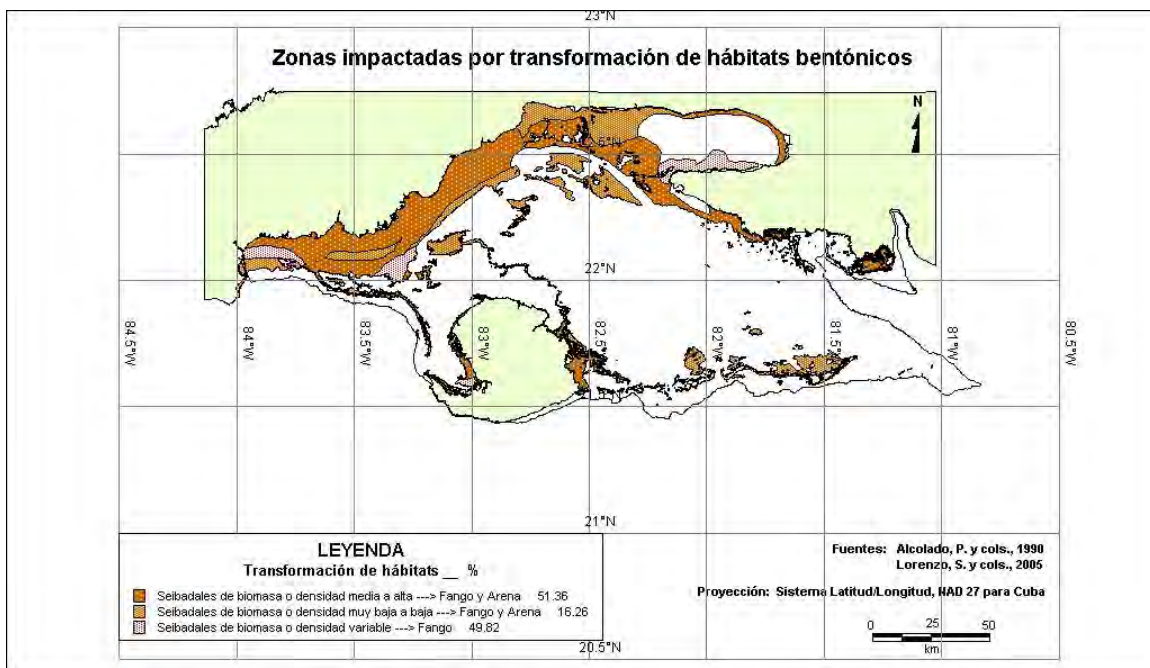 23°N
Zonas impactadas por transformación de hábitats bentónicos
N
22°N
84.5°W
84°W
83.5°W
83°W
82.5°W
82°W
81.5°W
81°W
80.5°W
21°N
LEYENDA
Transformación de hábitats __ %
Seibadales de biomasa o densidad media a alta ---> Fango y Arena 51.36
Seibadales de biomasa o densidad muy baja a baja ---> Fango y Arena 16.26
Seibadales de biomasa o densidad variable ---> Fango 49.82
Fuentes: Alcolado, P. y cols., 1990
Lorenzo, S. y cols., 2005
Proyección: Sistema Latitud/Longitud, NAD 27 para Cuba
0 25 50
km
20.5°N